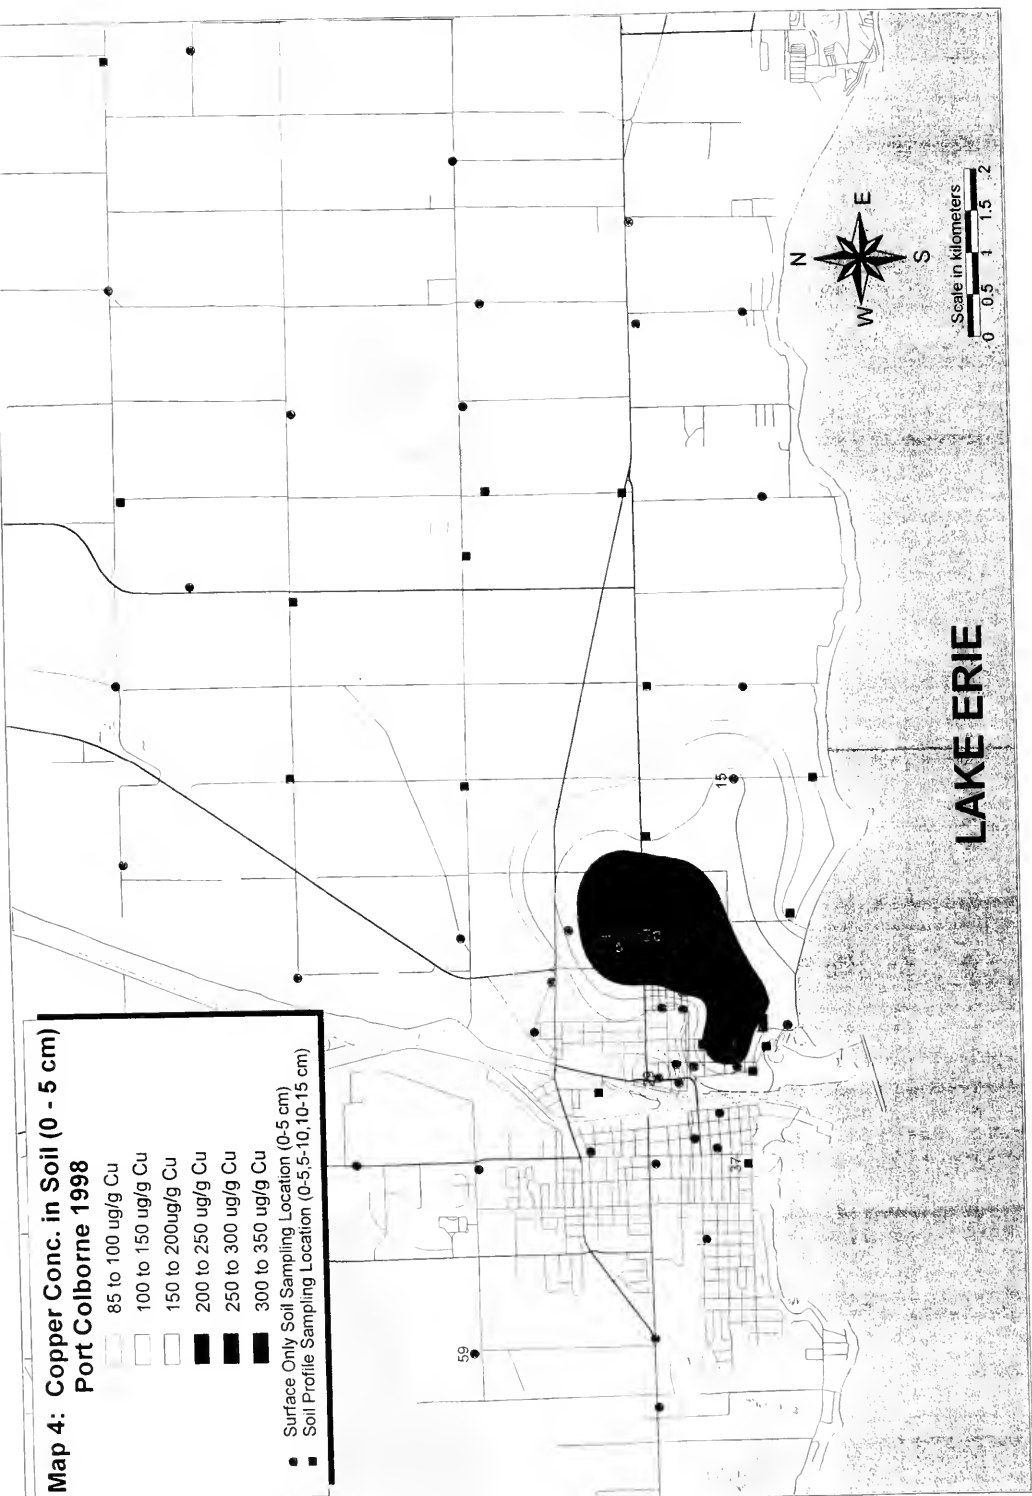 Map 4: Copper Conc. in Soil (0 - 5 cm)
Port Colborne 1998
85 to 100 ug/g Cu
100 to 150 ug/g Cu
150 to 200ug/g Cu
200 to 250 ug/g Cu
250 to 300 ug/g Cu
300 to 350 ug/g Cu
Surface Only Soil Sampling Location (0-5 cm)
Soil Profile Sampling Location (0-5,5-10,10-15 cm)
59
37
15
LAKE ERIE
N
W
E
S
Scale in kilometers
0 0.5 1 1.5 2